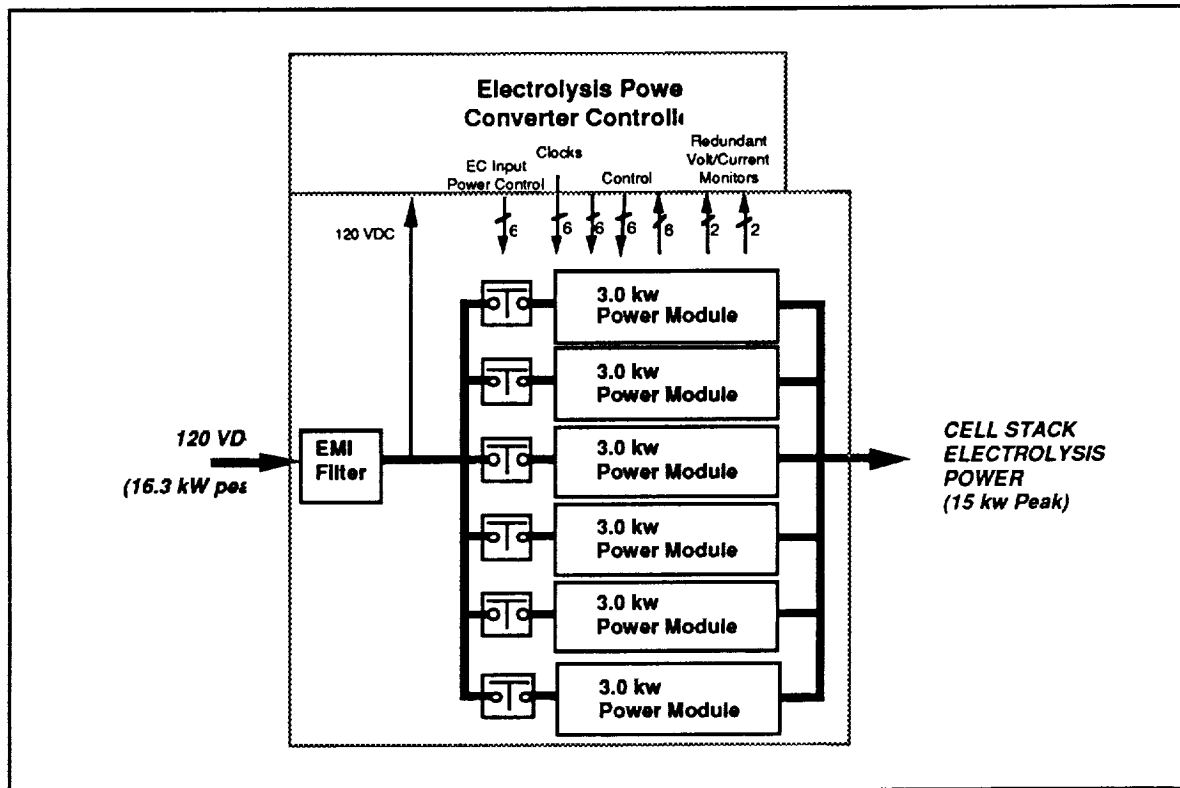 Electrolysis Powe
Converter Controlle
Redundant
Volt/Current
Monitors
Clocks
EC Input
Power Control
Control
120 VDC
6
6
6
6
6
2
2
3.0 kw
Power Module
3.0 kw
Power Module
3.0 kw
Power Module
3.0 kw
Power Module
3.0 kw
Power Module
3.0 kw
Power Module
120 VD
(16.3 kW pea
EMI
Filter
CELL STACK
ELECTROLYSIS
POWER
(15 kw Peak)